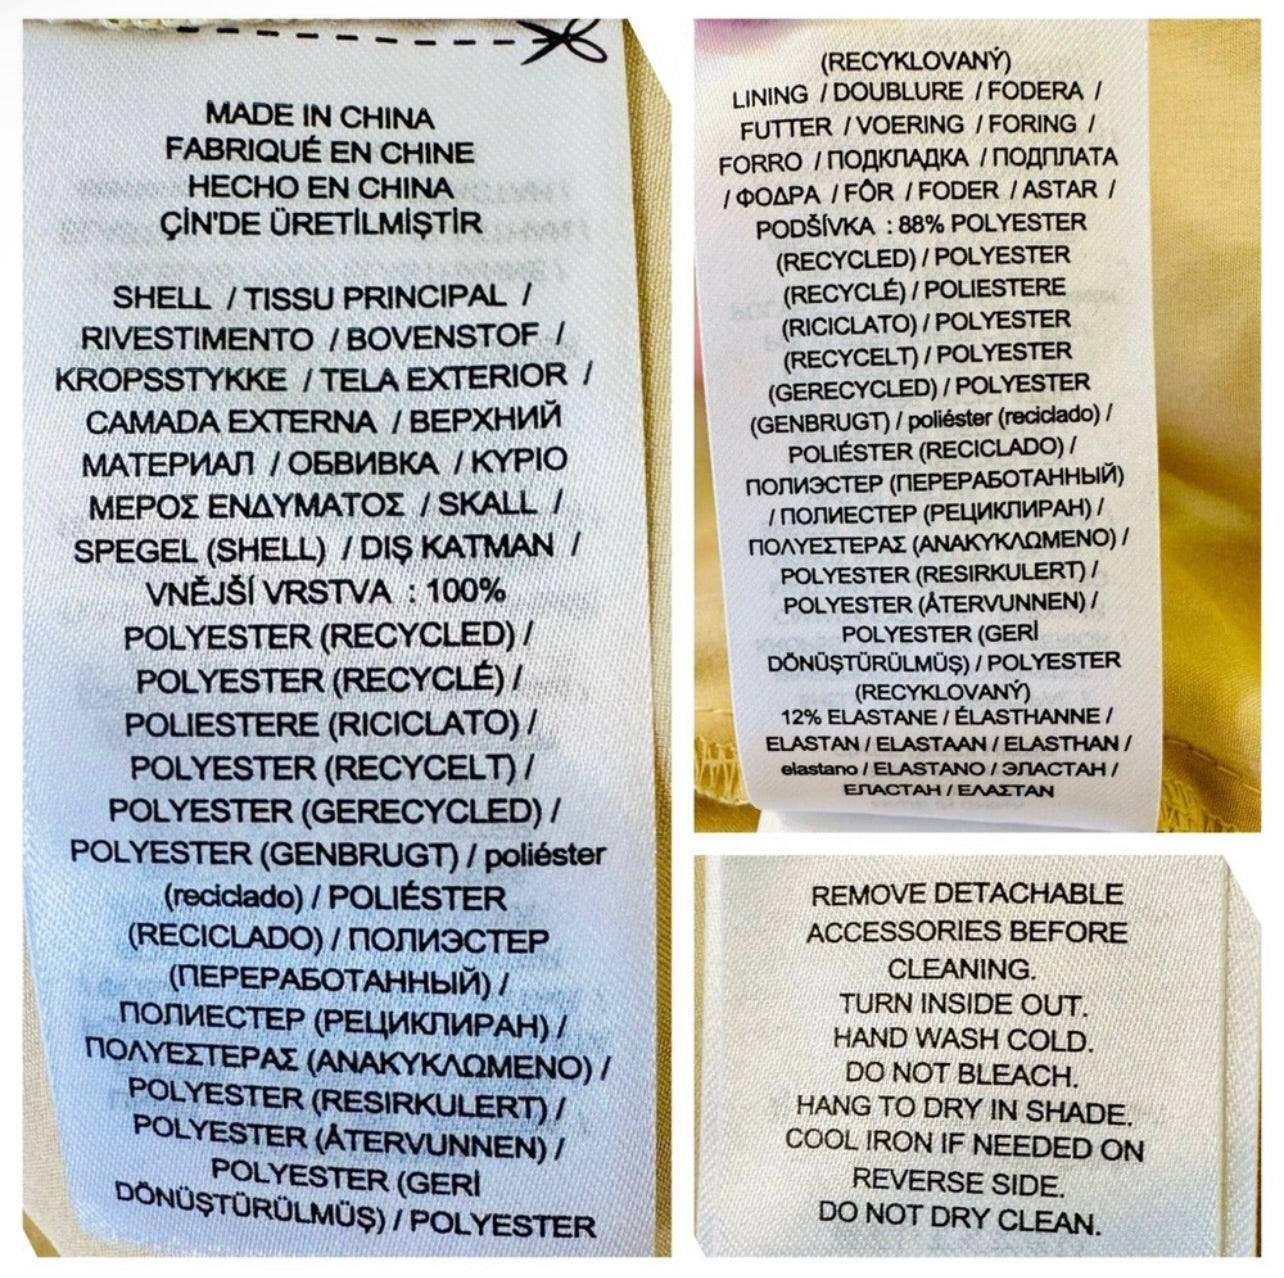 MADE IN CHINA
FABRIQUÉ EN CHINE
HECHO EN CHINA
ÇİN'DE ÜRETİLMİŞTİR
SHELL / TISSU PRINCIPAL /
RIVESTIMENTO / BOVENSTOF /
KROPSSTYKKE / TELA EXTERIOR /
CAMADA EXTERNA / ВЕРХНИЙ
МАТЕРИАЛ / ОБВИВКА / ΚΥΡΙΟ
ΜΕΡΟΣ ΕΝΔΥΜΑΤΟΣ / SKALL /
SPEGEL (SHELL) / DIŞ KATMAN /
VNĚJŠÍ VRSTVA : 100%
POLYESTER (RECYCLED) /
POLYESTER (RECYCLÉ) /
POLIESTERE (RICICLATO) /
POLYESTER (RECYCELT) /
POLYESTER (GERECYCLED) /
POLYESTER (GENBRUGT) / poliéster
(reciclado) / POLIÉSTER
(RECICLADO) / ПОЛИЭСТЕР
(ПЕРЕРАБОТАННЫЙ) /
ПОЛИЕСТЕР (РЕЦИКЛИРАН) /
ΠΟΛΥΕΣΤΕΡΑΣ (ΑΝΑΚΥΚΛΩΜΕΝΟ) /
POLYESTER (RESIRKULERT) /
POLYESTER (ÅTERVUNNEN) /
POLYESTER (GERİ
DÖNÜŞTÜRÜLMÜŞ) / POLYESTER
(RECYKLOVANÝ)
LINING / DOUBLURE / FODERA /
FUTTER / VOERING / FORING /
FORRO / ПОДКЛАДКА / ПОДПЛАТА
/ ΦΟΔΡΑ / FÔR / FODER / ASTAR /
PODŠÍVKA : 88% POLYESTER
(RECYCLED) / POLYESTER
(RECYCLÉ) / POLIESTERE
(RICICLATO) / POLYESTER
(RECYCELT) / POLYESTER
(GERECYCLED) / POLYESTER
(GENBRUGT) / poliéster (reciclado) /
POLIÉSTER (RECICLADO) /
ПОЛИЭСТЕР (ПЕРЕРАБОТАННЫЙ)
/ ПОЛИЕСТЕР (РЕЦИКЛИРАН) /
ΠΟΛΥΕΣΤΕΡΑΣ (ΑΝΑΚΥΚΛΩΜΕΝΟ) /
POLYESTER (RESIRKULERT) /
POLYESTER (ÅTERVUNNEN) /
POLYESTER (GERİ
DÖNÜŞTÜRÜLMÜŞ) / POLYESTER
(RECYKLOVANÝ)
12% ELASTANE / ÉLASTHANNE /
ELASTAN / ELASTAAN / ELASTHAN /
elastano / ELASTANO / ЭЛАСТАН /
ЕЛАСТАН / ΕΛΑΣΤΑΝ
REMOVE DETACHABLE
ACCESSORIES BEFORE
CLEANING.
TURN INSIDE OUT.
HAND WASH COLD.
DO NOT BLEACH.
HANG TO DRY IN SHADE.
COOL IRON IF NEEDED ON
REVERSE SIDE.
DO NOT DRY CLEAN.